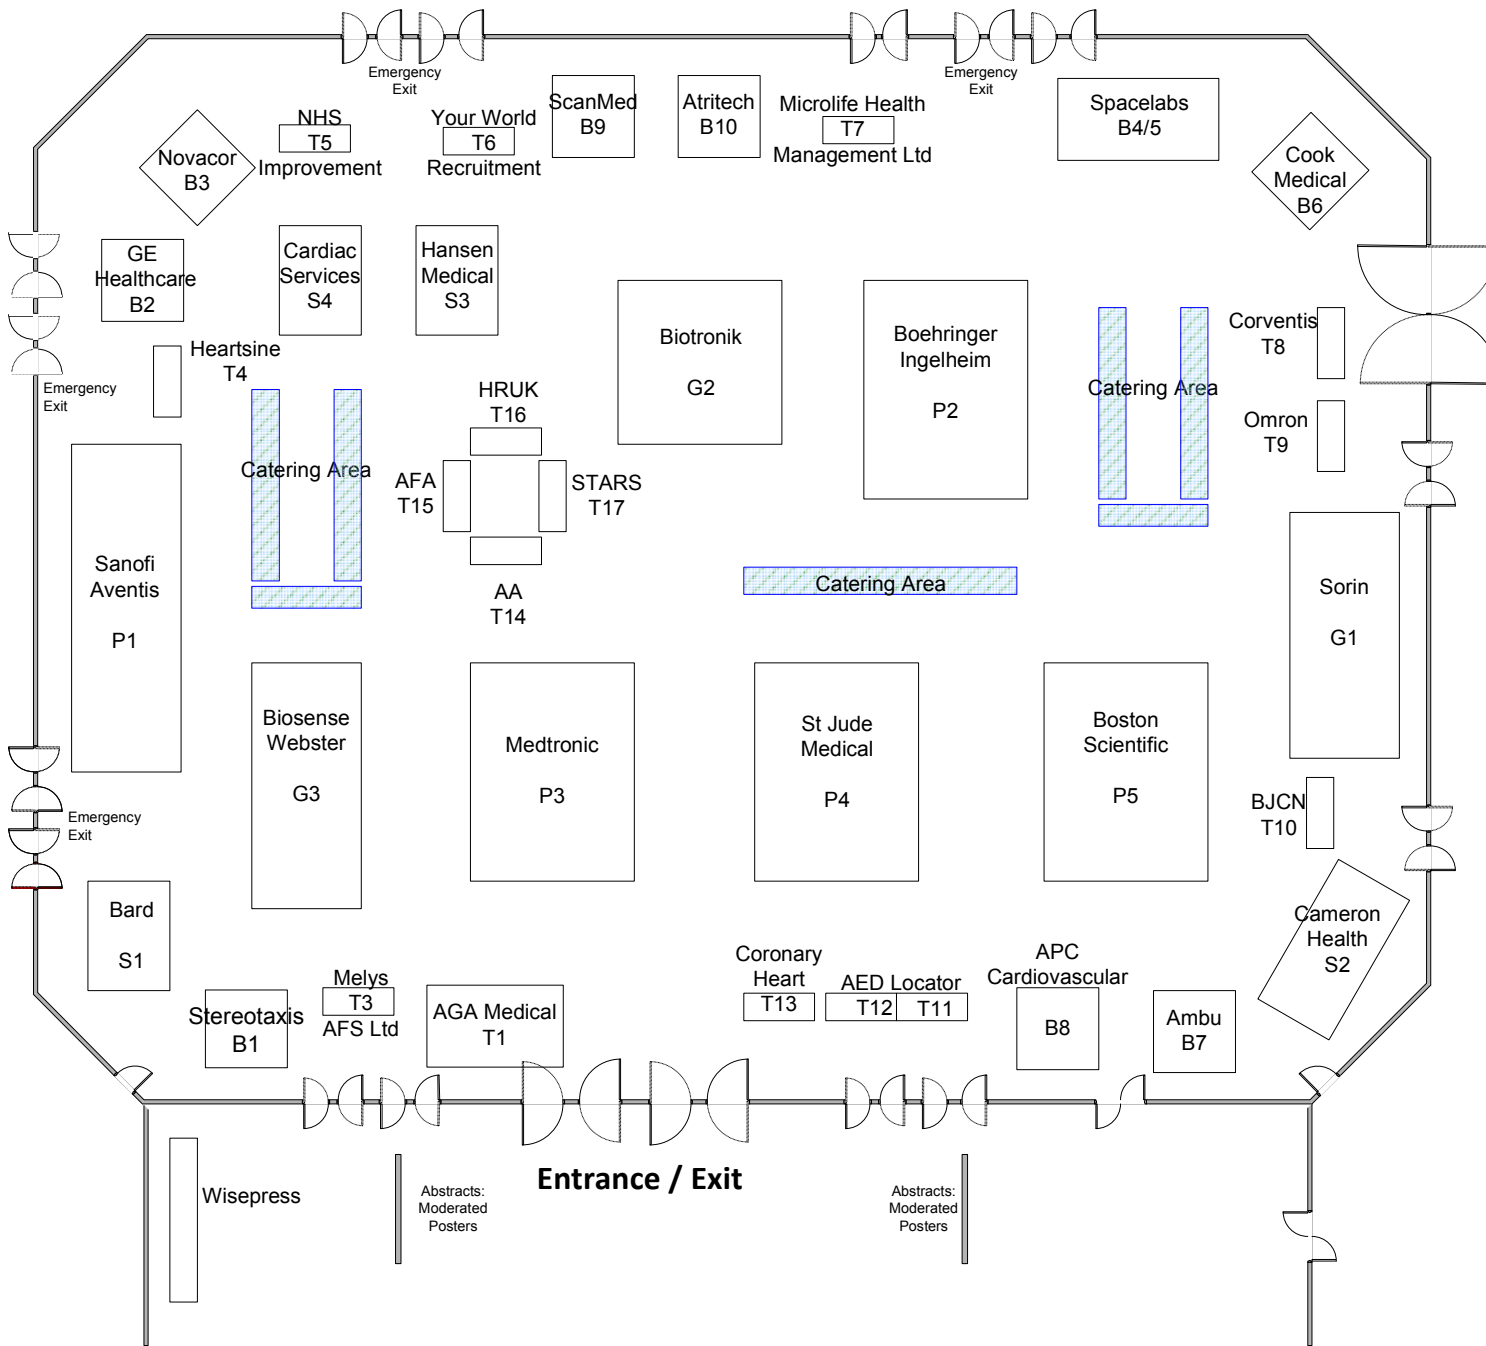 Emergency
Exit
Emergency
Exit
NHS
T5
Improvement
Your World
T6
Recruitment
ScanMed
B9
Atritech
B10
Microlife Health
T7
Management Ltd
Spacelabs
B4/5
Novacor
B3
Cook
Medical
B6
GE
Healthcare
B2
Cardiac
Services
S4
Hansen
Medical
S3
Biotronik
G2
Boehringer
Ingelheim
P2
Corventis
T8
Heartsine
T4
Emergency
Exit
HRUK
T16
Catering Area
Omron
T9
Catering Area
AFA
T15
STARS
T17
Sanofi
Aventis
P1
AA
T14
Catering Area
Sorin
G1
Biosense
Webster
G3
Medtronic
P3
St Jude
Medical
P4
Boston
Scientific
P5
BJCN
T10
Emergency
Exit
Bard
S1
Cameron
Health
S2
Stereotaxis
B1
Melys
T3
AFS Ltd
AGA Medical
T1
Coronary
Heart
T13
AED Locator
T12 T11
APC
Cardiovascular
B8
Ambu
B7
Entrance / Exit
Wisepress
Abstracts:
Moderated
Posters
Abstracts:
Moderated
Posters